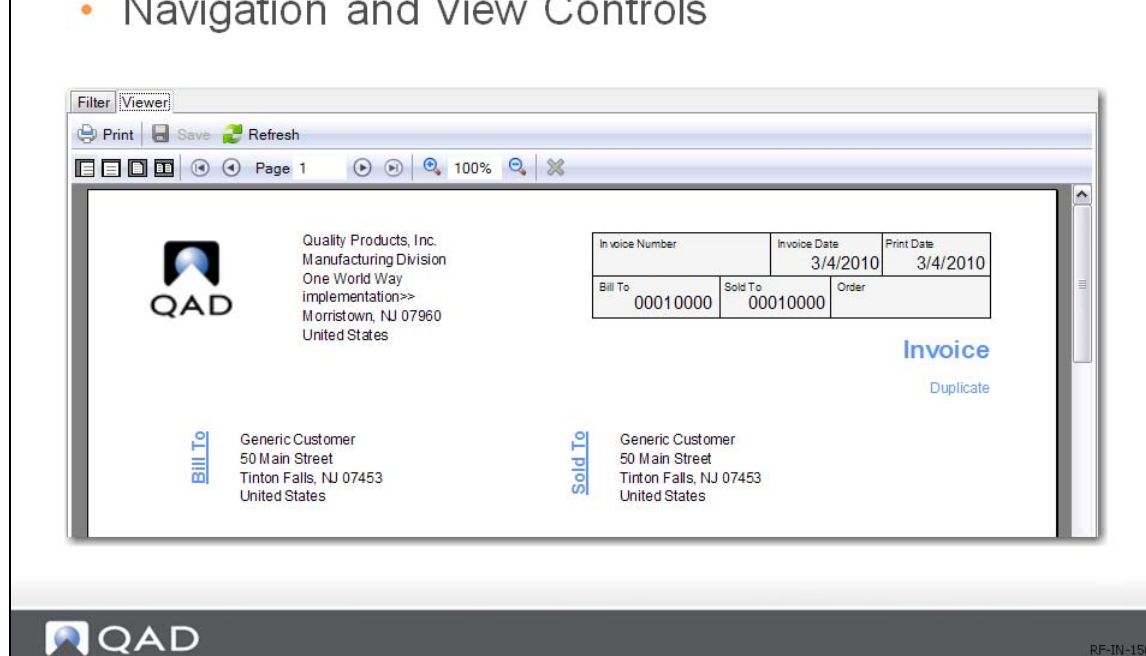 • Navigation and View Controls
Filter Viewer
Print Save Refresh
Page 1 100%
QAD
Quality Products, Inc.
Manufacturing Division
One World Way
implementation>>
Morristown, NJ 07960
United States
Invoice Number Invoice Date Print Date
3/4/2010 3/4/2010
Bill To Sold To Order
00010000 00010000
Invoice
Duplicate
Bill To
Generic Customer
50 Main Street
Tinton Falls, NJ 07453
United States
Sold To
Generic Customer
50 Main Street
Tinton Falls, NJ 07453
United States
QAD